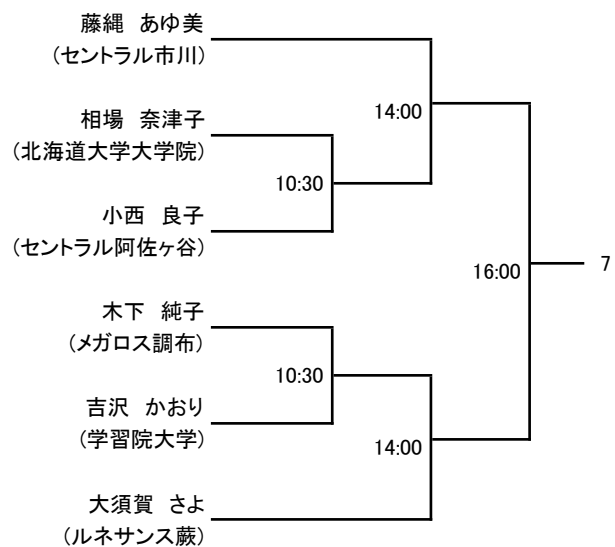 藤縄　あゆ美
(セントラル市川)
14:00
相場　奈津子
(北海道大学大学院)
10:30
小西　良子
(セントラル阿佐ヶ谷)
16:00
7
木下　純子
(メガロス調布)
10:30
吉沢　かおり
(学習院大学)
14:00
大須賀　さよ
(ルネサンス蕨)